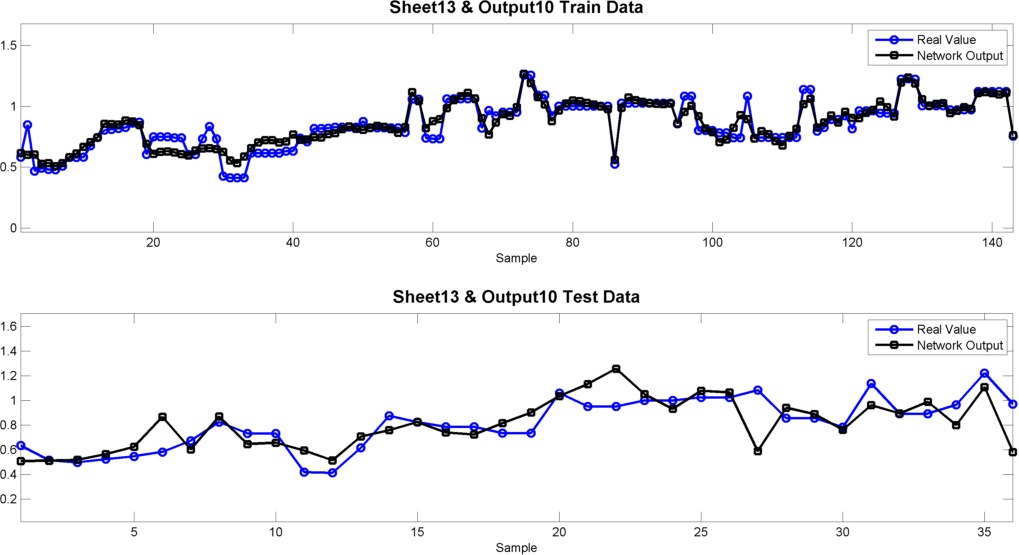 Sheet13 & Output10 Train Data
1.5
1
0.5
0
Real Value
Network Output
20 40 60 80 100 120 140
Sample
Sheet13 & Output10 Test Data
1.6
1.4
1.2
1
0.8
0.6
0.4
0.2
Real Value
Network Output
5 10 15 20 25 30 35
Sample